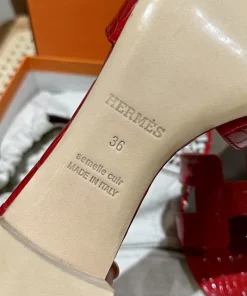 HERMÈS
36
semelle cuir
MADE IN ITALY